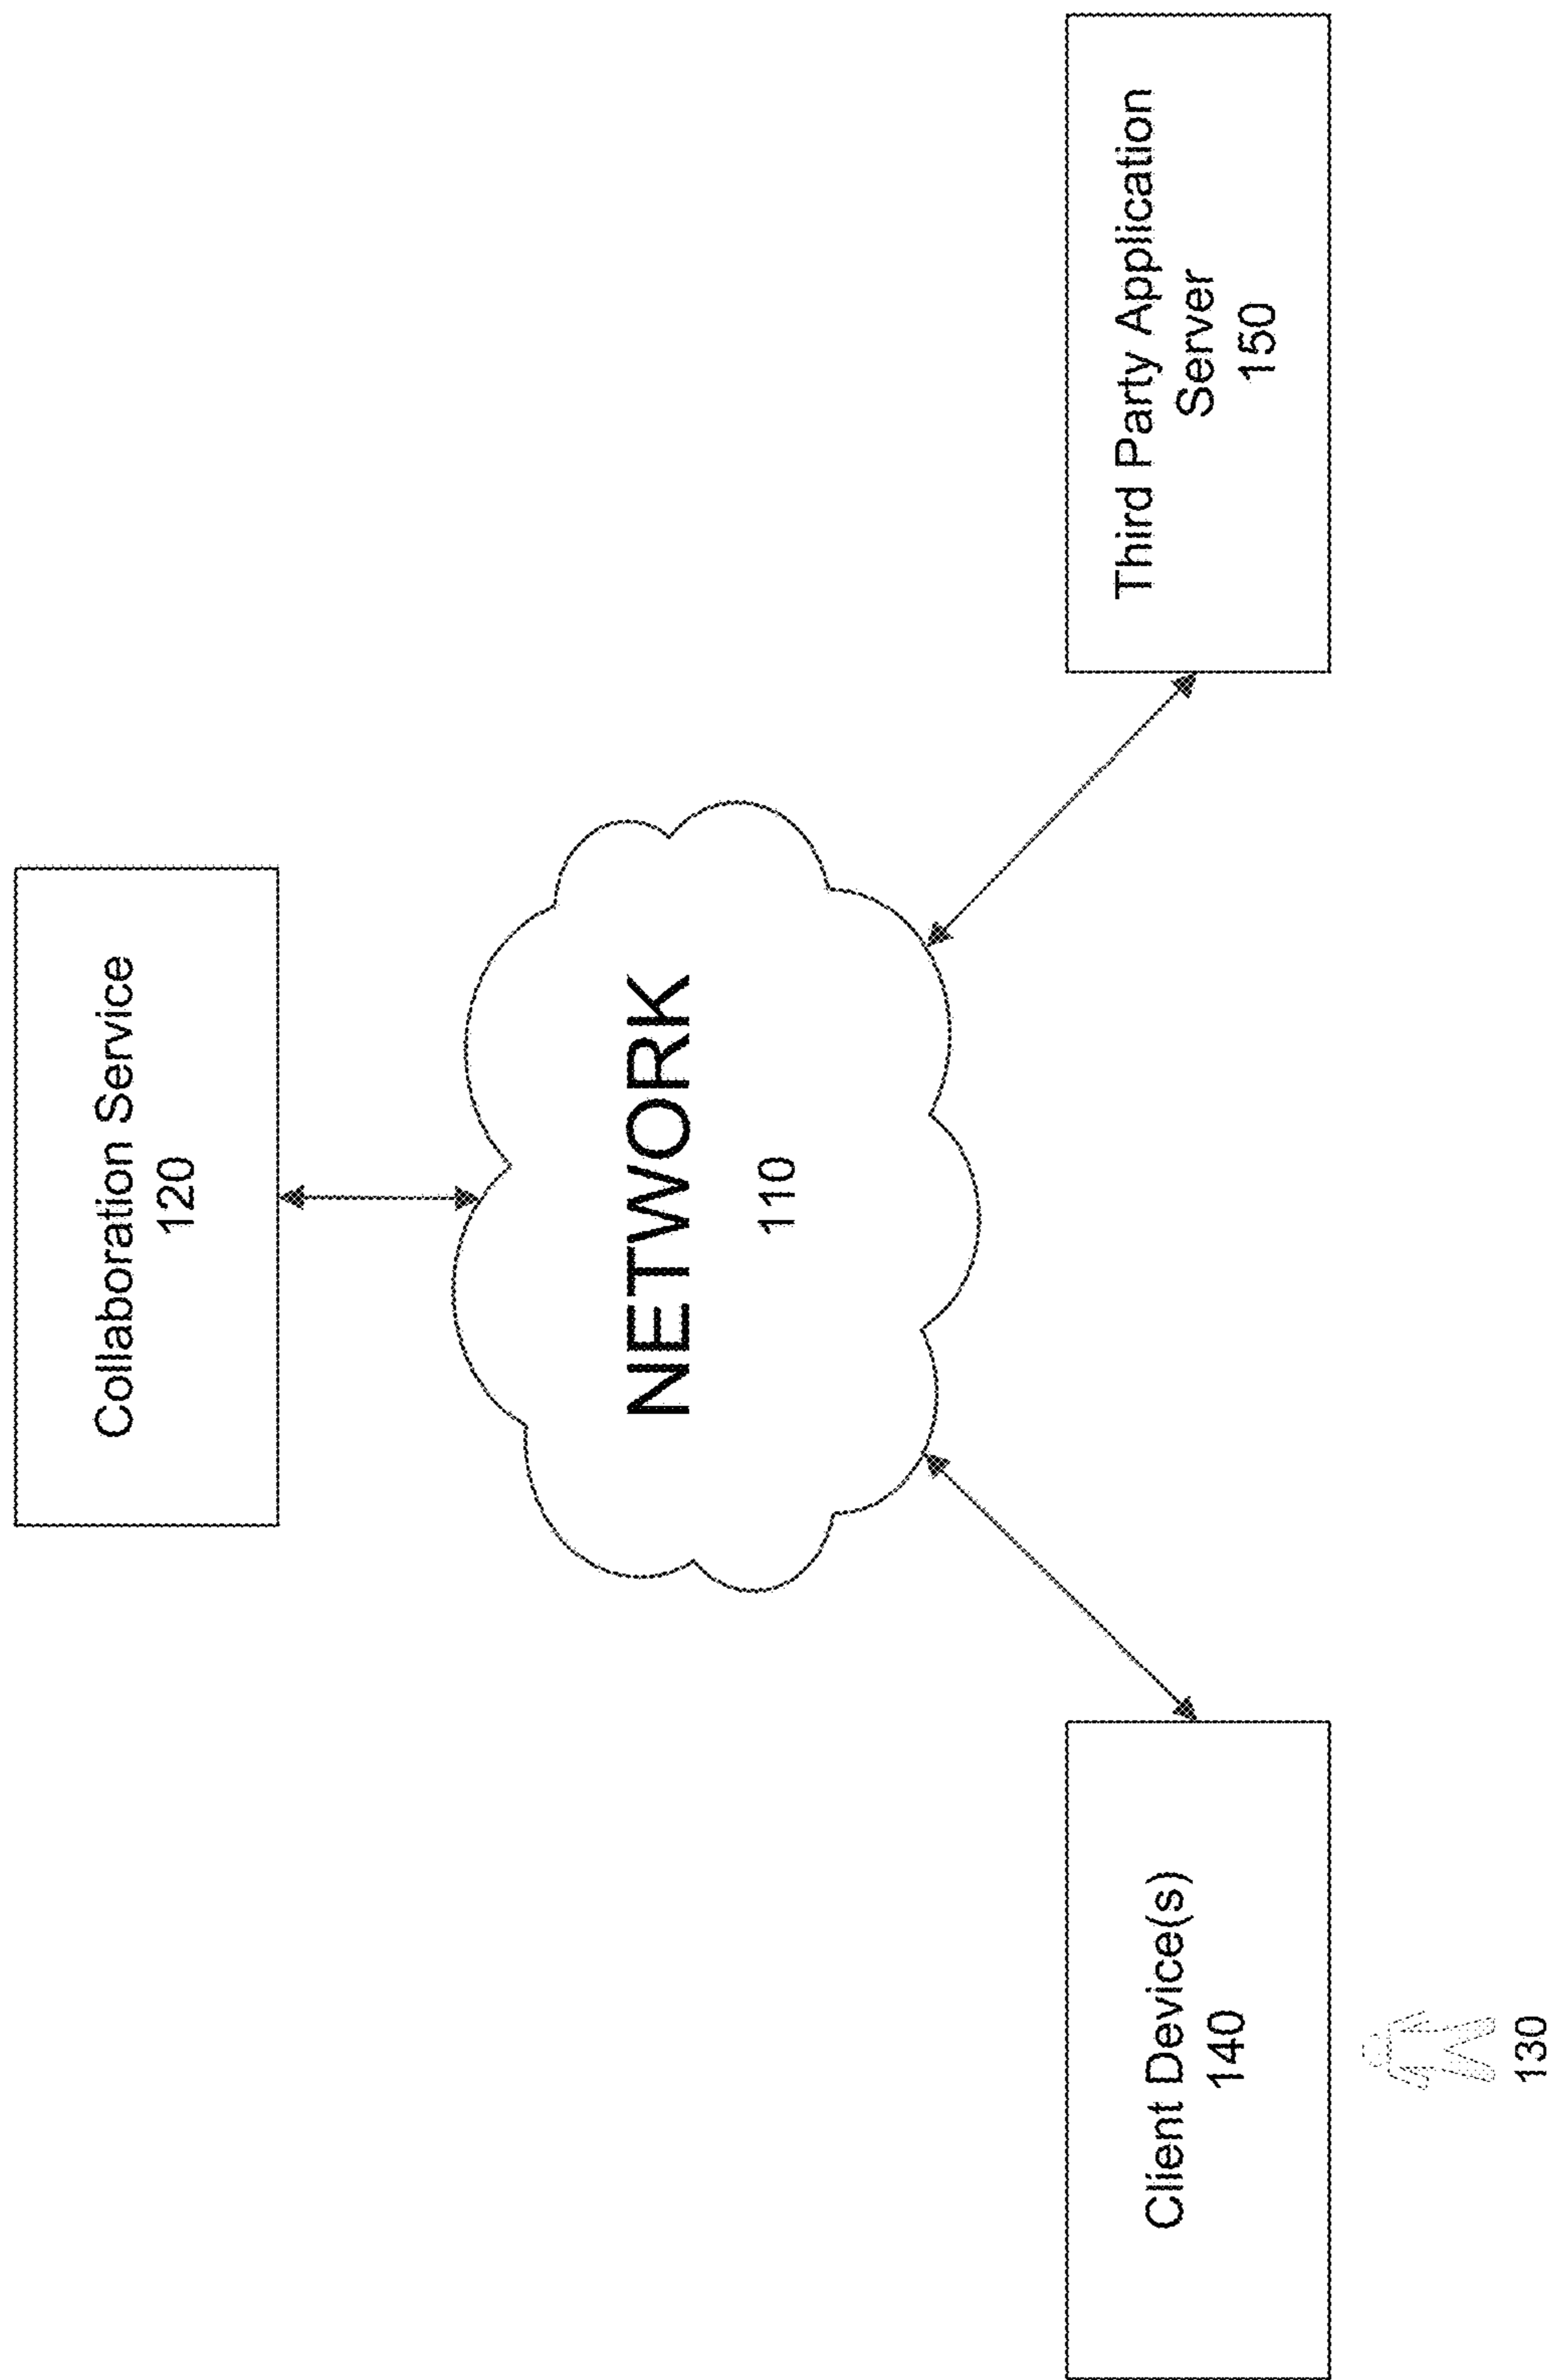 Collaboration Service
120
NETWORK
110
Client Device(s)
140
130
Third Party Application
Server
150